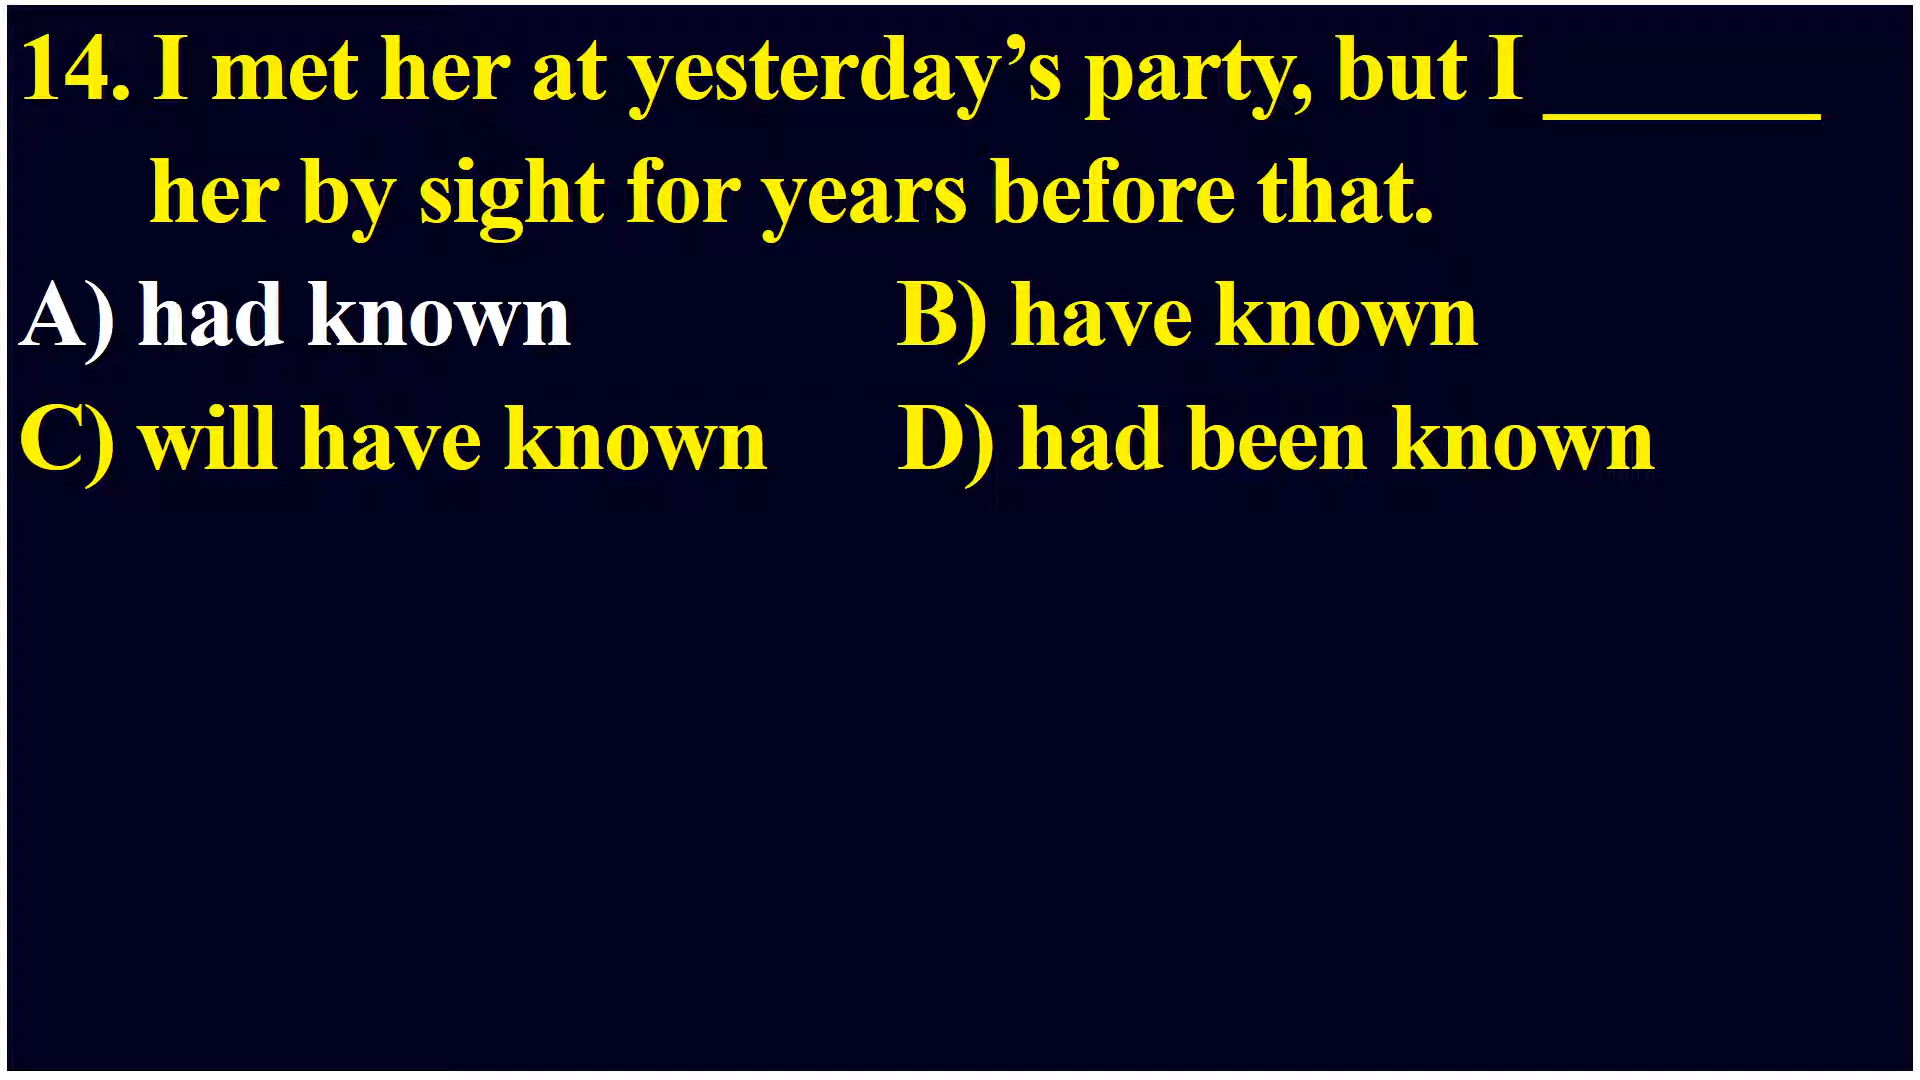 14. I met her at yesterday’s party, but I _______
her by sight for years before that.
A) had known B) have known
C) will have known D) had been known